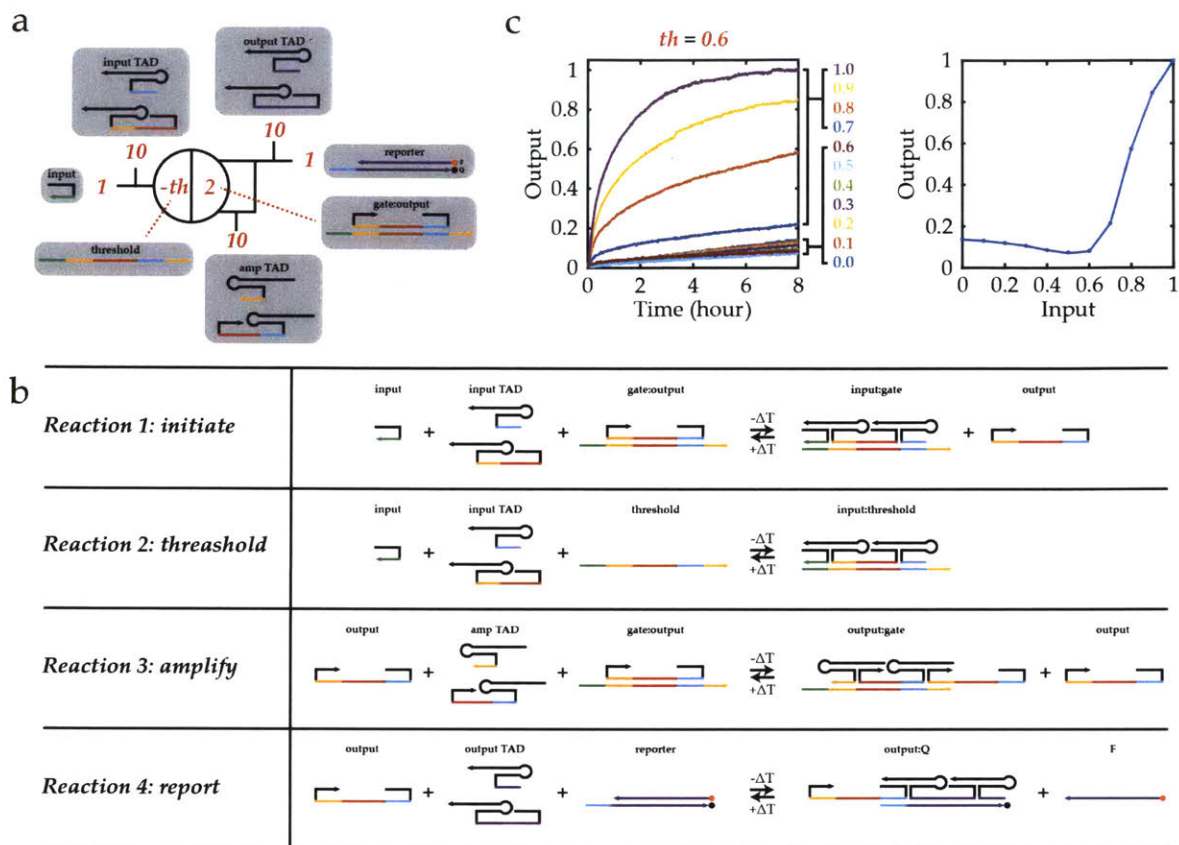 a
input TAD
output TAD
10
10
input
1
-th
2
1
reporter
F
Q
gate:output
threshold
10
amp TAD
c
th = 0.6
Output
1
0.8
0.6
0.4
0.2
0
0
2
4
6
8
Time (hour)
1.0
0.9
0.8
0.7
0.6
0.5
0.4
0.3
0.2
0.1
0.0
Output
1
0.8
0.6
0.4
0.2
0
0
0.2
0.4
0.6
0.8
1
Input
b
Reaction 1: initiate
input
input TAD
gate:output
input:gate
output
+ + -ΔT +
+ΔT
Reaction 2: threashold
input
input TAD
threshold
input:threshold
+ + -ΔT
+ΔT
Reaction 3: amplify
output
amp TAD
gate:output
output:gate
output
+ + -ΔT +
+ΔT
Reaction 4: report
output
output TAD
reporter
output:Q
F
+ + -ΔT +
+ΔT